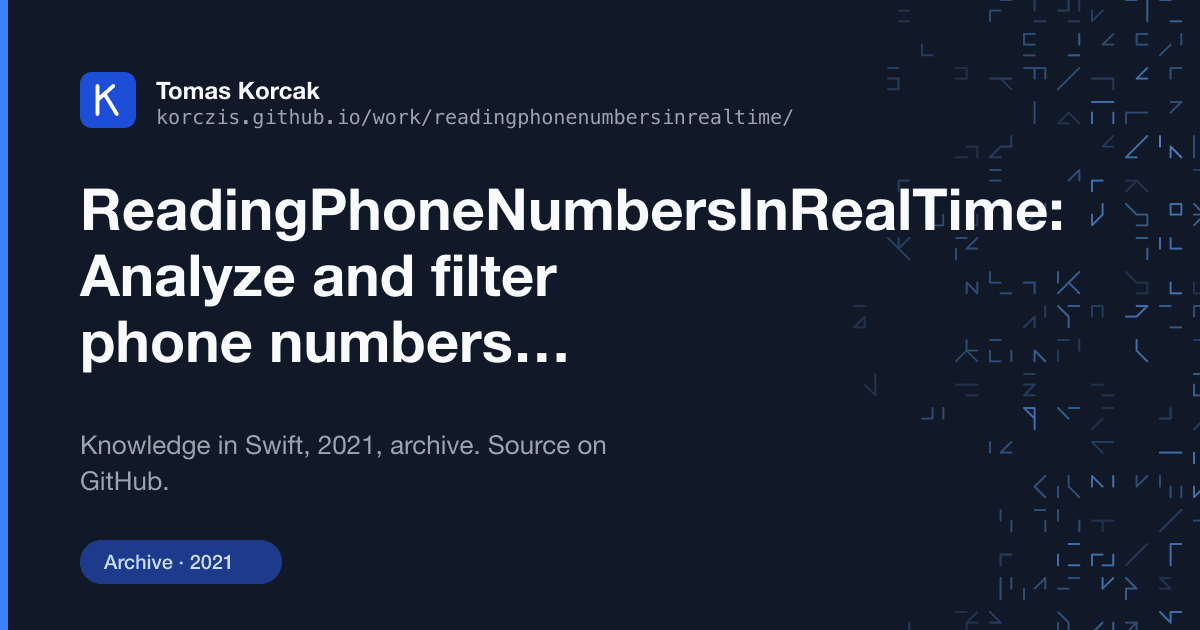 Tomas Korcak
korczis.github.io/work/readingphonenumbersinrealtime/
ReadingPhoneNumbersInRealTime:
Analyze and filter
phone numbers…
Knowledge in Swift, 2021, archive. Source on
GitHub.
Archive · 2021